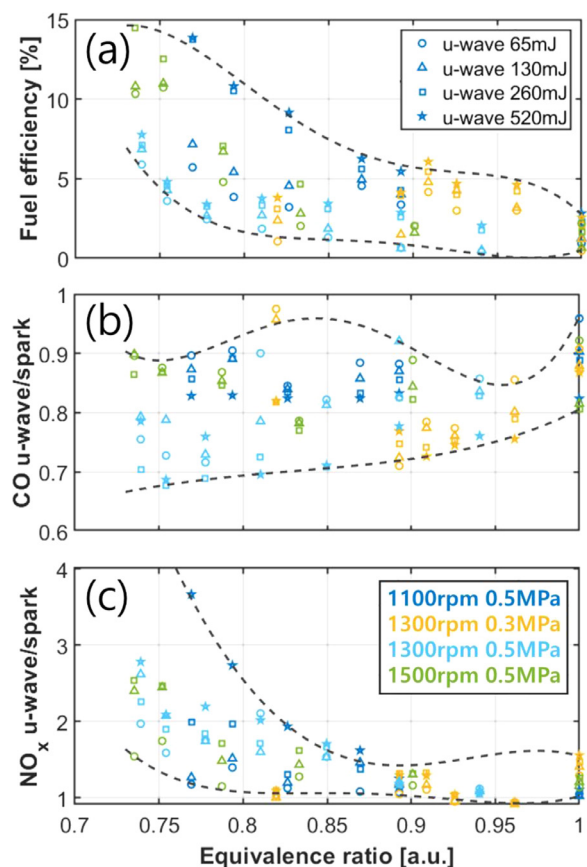 (a)
Fuel efficiency [%]
15
10
5
0
u-wave 65mJ
u-wave 130mJ
u-wave 260mJ
u-wave 520mJ
(b)
CO u-wave/spark
1
0.9
0.8
0.7
0.6
(c)
NOx u-wave/spark
4
3
2
1
1100rpm 0.5MPa
1300rpm 0.3MPa
1300rpm 0.5MPa
1500rpm 0.5MPa
0.7 0.75 0.8 0.85 0.9 0.95 1
Equivalence ratio [a.u.]